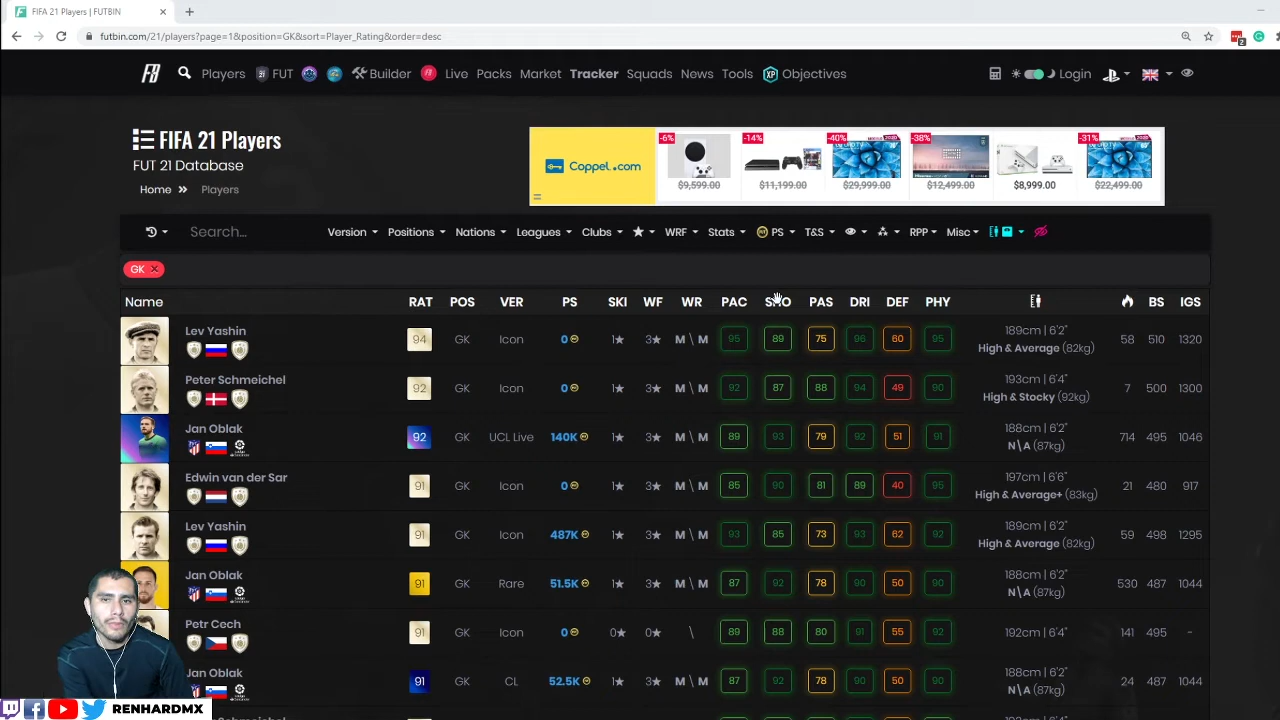 FIFA 21 Players | FUTBIN
futbin.com/21/players?page=1&position=GK&sort=Player_Rating&order=desc
Players FUT Builder Live Packs Market Tracker Squads News Tools XP Objectives Login
FIFA 21 Players
FUT 21 Database
Home » Players
Coppel.com
-6% -14% -40% -38% -31%
$9,599.00 $11,199.00 $29,999.00 $12,499.00 $8,999.00 $22,499.00
Search... Version Positions Nations Leagues Clubs WRF Stats PS T&S RPP Misc
GK
Name RAT POS VER PS SKI WF WR PAC SHO PAS DRI DEF PHY BS IGS
Lev Yashin 94 GK Icon 0 1★ 3★ M \ M 95 89 75 96 60 95 189cm | 6'2" High & Average (82kg) 58 510 1320
Peter Schmeichel 92 GK Icon 0 1★ 3★ M \ M 92 87 88 94 49 90 193cm | 6'4" High & Stocky (92kg) 7 500 1300
Jan Oblak 92 GK UCL Live 140K 1★ 3★ M \ M 89 93 79 92 51 91 188cm | 6'2" N\A (87kg) 714 495 1046
Edwin van der Sar 91 GK Icon 0 1★ 3★ M \ M 85 90 81 89 40 95 197cm | 6'6" High & Average+ (83kg) 21 480 917
Lev Yashin 91 GK Icon 487K 1★ 3★ M \ M 93 85 73 93 62 92 189cm | 6'2" High & Average (82kg) 59 498 1295
Jan Oblak 91 GK Rare 51.5K 1★ 3★ M \ M 87 92 78 90 50 90 188cm | 6'2" N\A (87kg) 530 487 1044
Petr Cech 91 GK Icon 0 0★ 0★ \ 89 88 80 91 55 92 192cm | 6'4" 141 495 -
Jan Oblak 91 GK CL 52.5K 1★ 3★ M \ M 87 92 78 90 50 90 188cm | 6'2" N\A (87kg) 24 487 1044
RENHARDMX